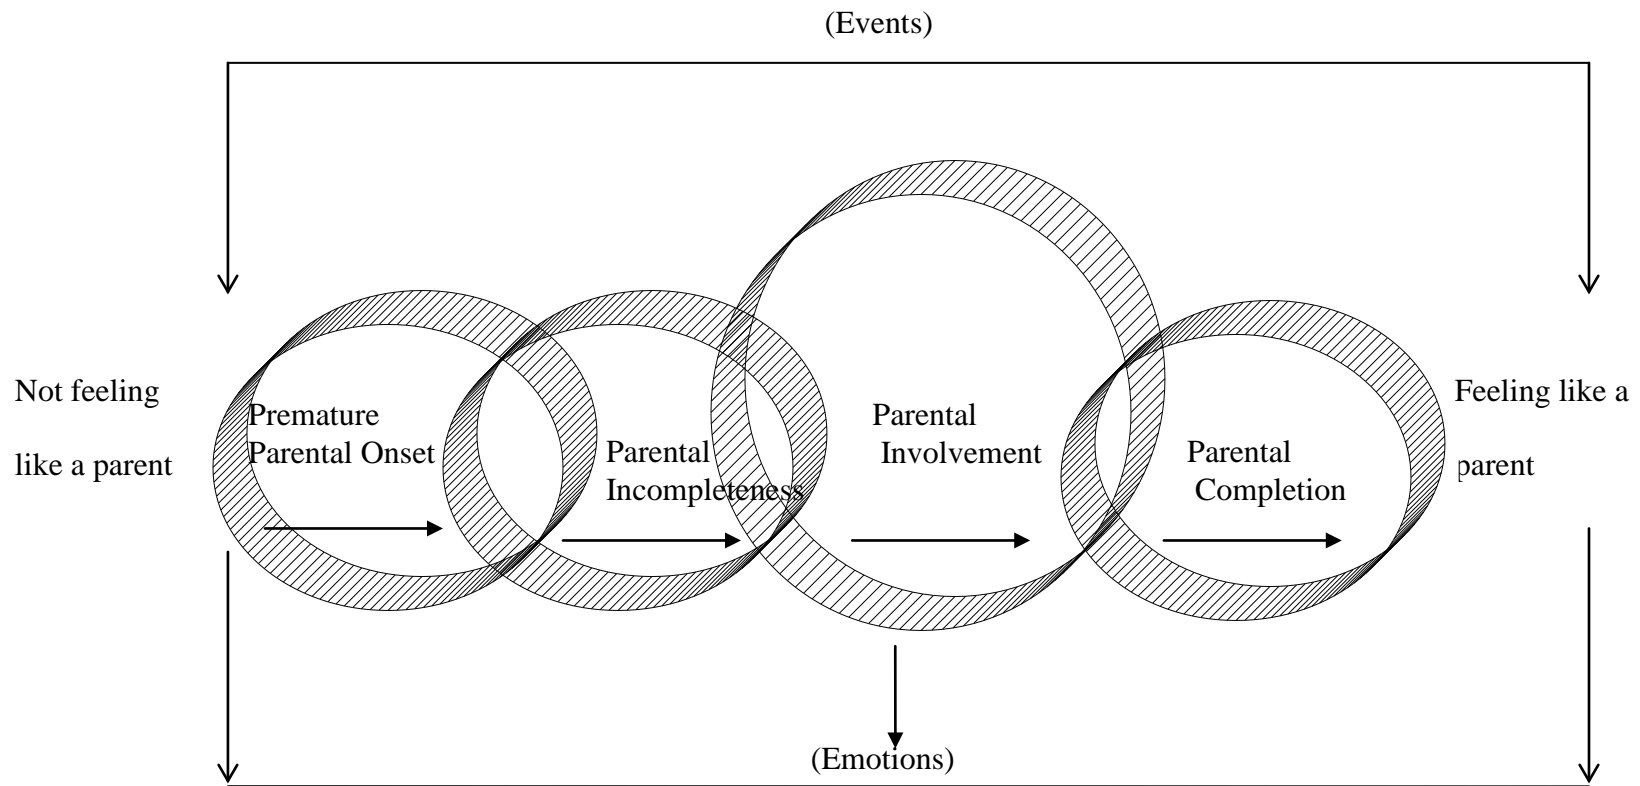 (Events)
Not feeling
like a parent
Premature
Parental Onset
Parental
Incompleteness
Parental
Involvement
Parental
Completion
Feeling like a
parent
(Emotions)